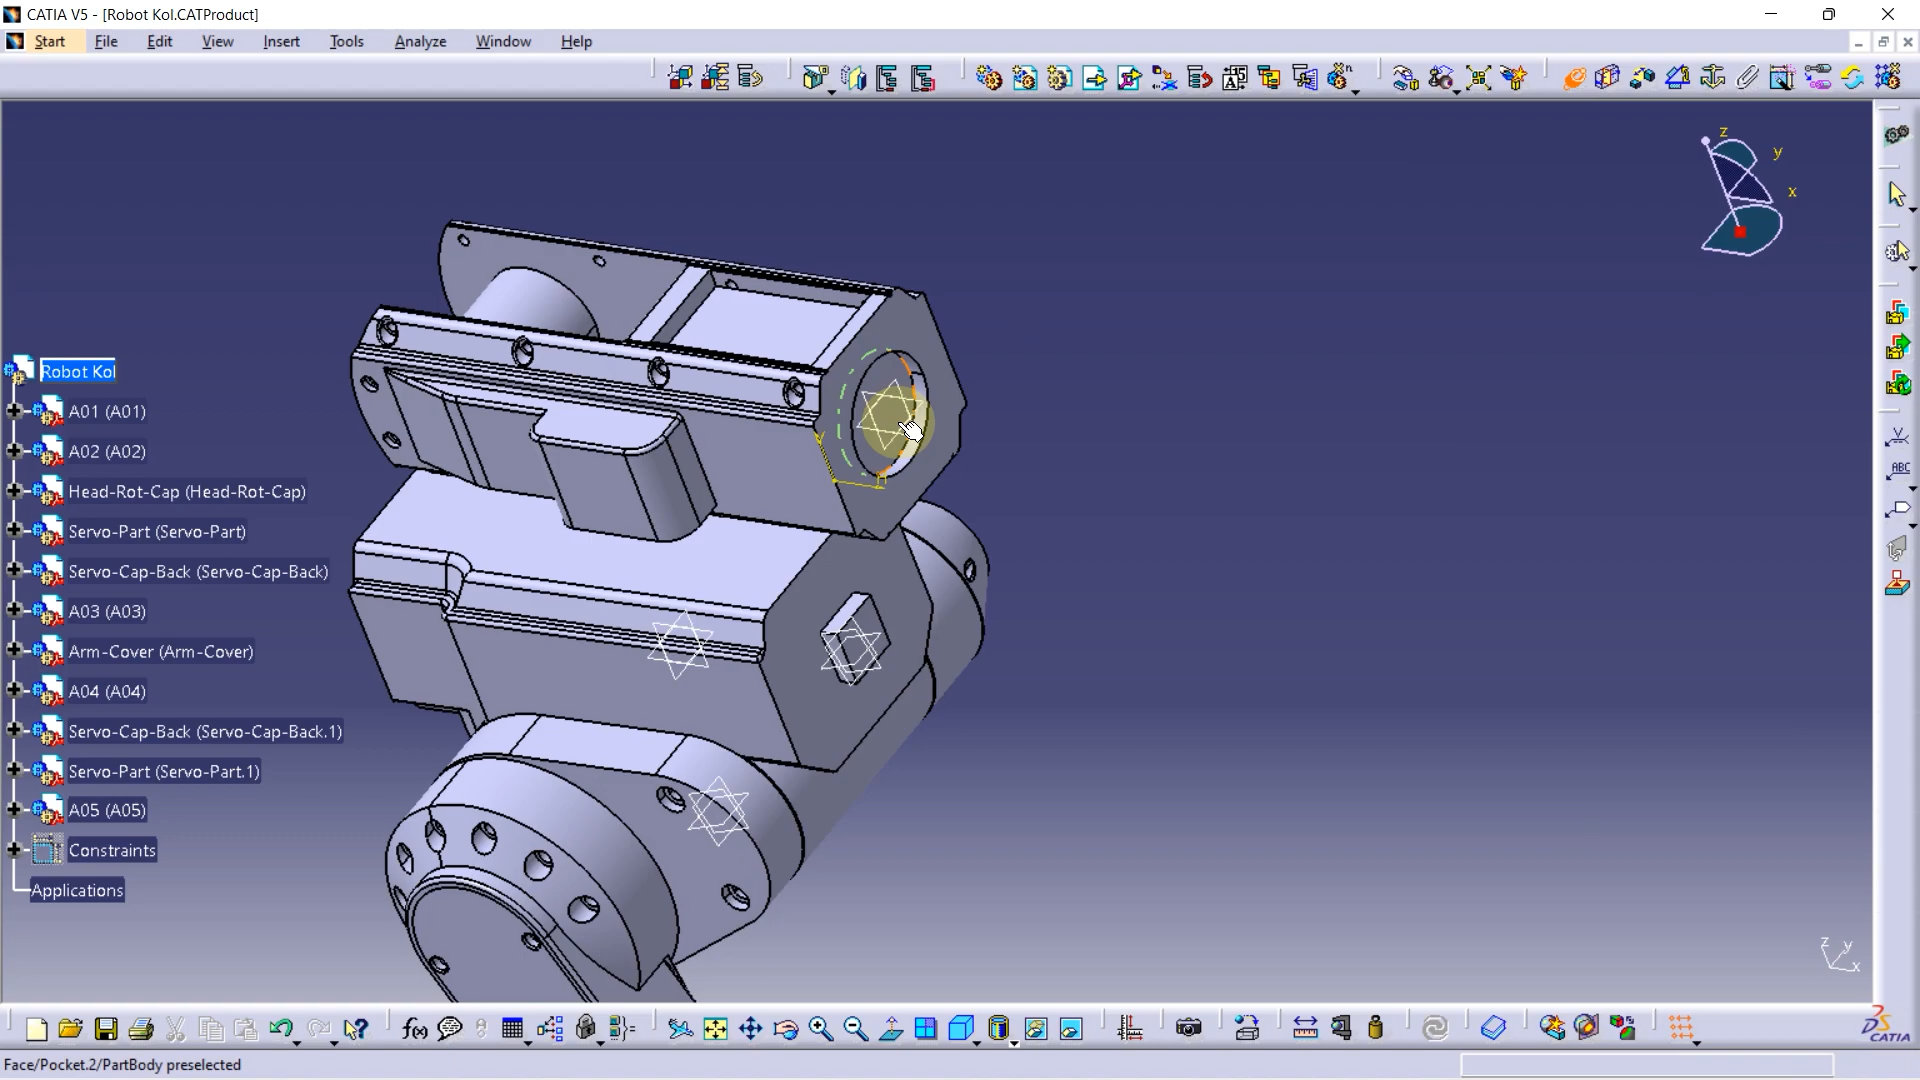 CATIA V5 - [Robot Kol.CATProduct]
Start File Edit View Insert Tools Analyze Window Help
z
y
x
Robot Kol
A01 (A01)
A02 (A02)
Head-Rot-Cap (Head-Rot-Cap)
Servo-Part (Servo-Part)
Servo-Cap-Back (Servo-Cap-Back)
A03 (A03)
Arm-Cover (Arm-Cover)
A04 (A04)
Servo-Cap-Back (Servo-Cap-Back.1)
Servo-Part (Servo-Part.1)
A05 (A05)
Constraints
Applications
V
H
ABC
z y
x
f(x)
CATIA
Face/Pocket.2/PartBody preselected